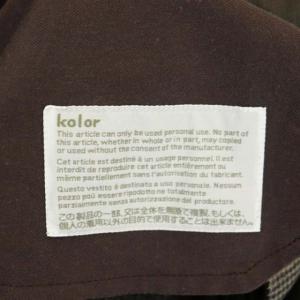 kolor
This article can only be used personal use. No part of
this article, whether in whole or in part, may copied
or used without the consent of the manufacturer.
Cet article est destiné à un usage personnel. Il est
interdit de reproduire cet article entièrement ou
même partiellement sans l'autorisation du fabricant.
Questo vestito é destinato a uso personale. Nessun
pezzo puó essere riprodotto ne totalmente
parzialmente senza autorizzazione del produttore.
この製品の一部、又は全体を無断で複製、もしくは、
個人の着用以外の目的で使用することは出来ません。